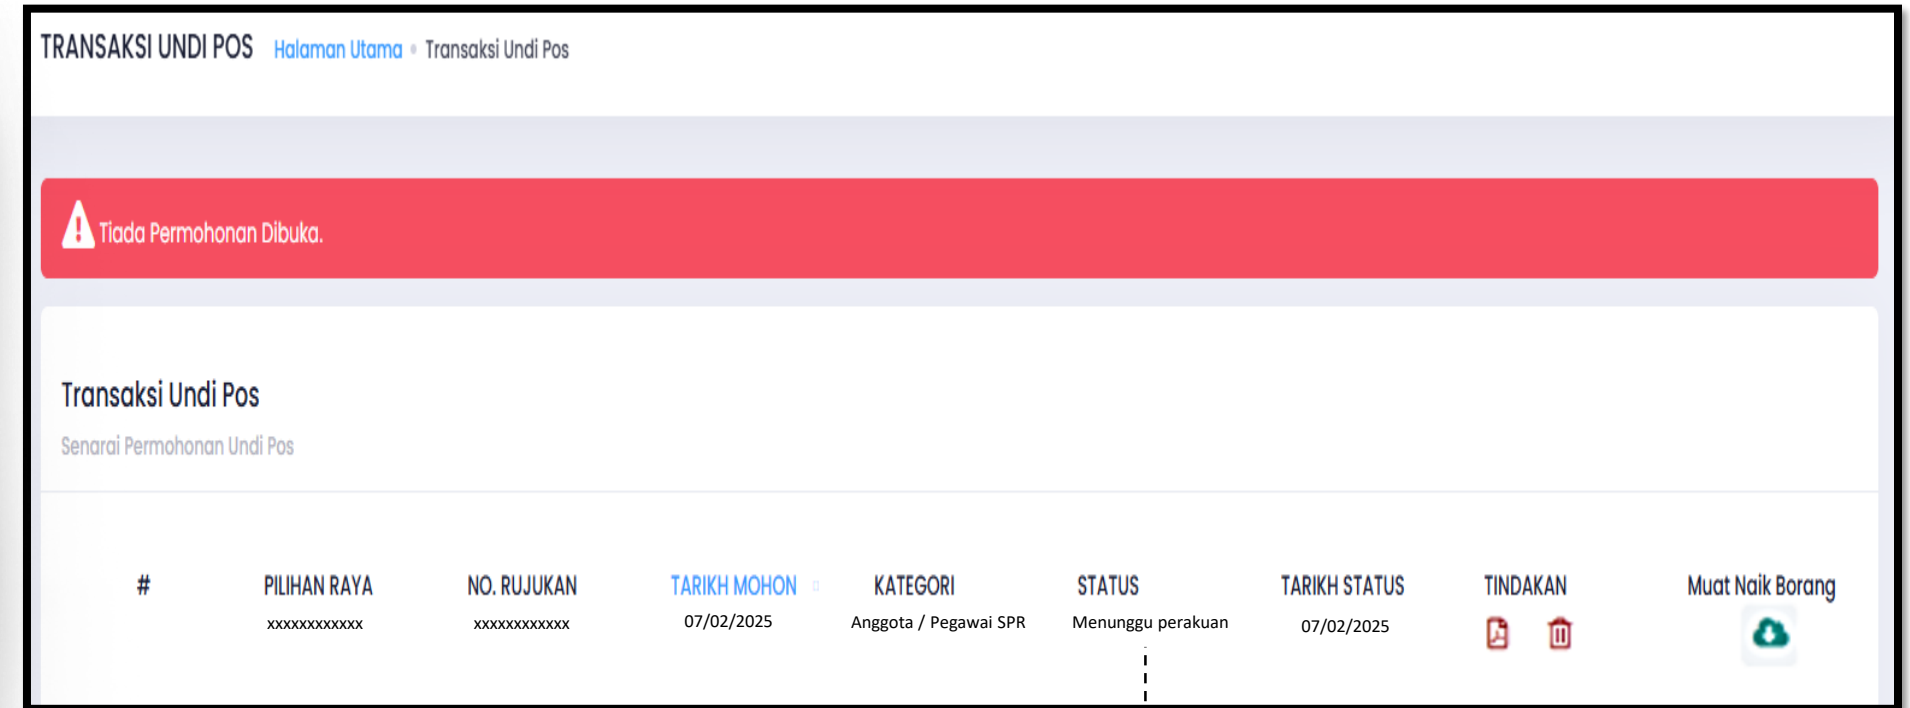 TRANSAKSI UNDI POS Halaman Utama • Transaksi Undi Pos
Tiada Permohonan Dibuka.
Transaksi Undi Pos
Senarai Permohonan Undi Pos
# PILIHAN RAYA NO. RUJUKAN TARIKH MOHON KATEGORI STATUS TARIKH STATUS TINDAKAN Muat Naik Borang
xxxxxxxxxxxx xxxxxxxxxxxx 07/02/2025 Anggota / Pegawai SPR Menunggu perakuan 07/02/2025